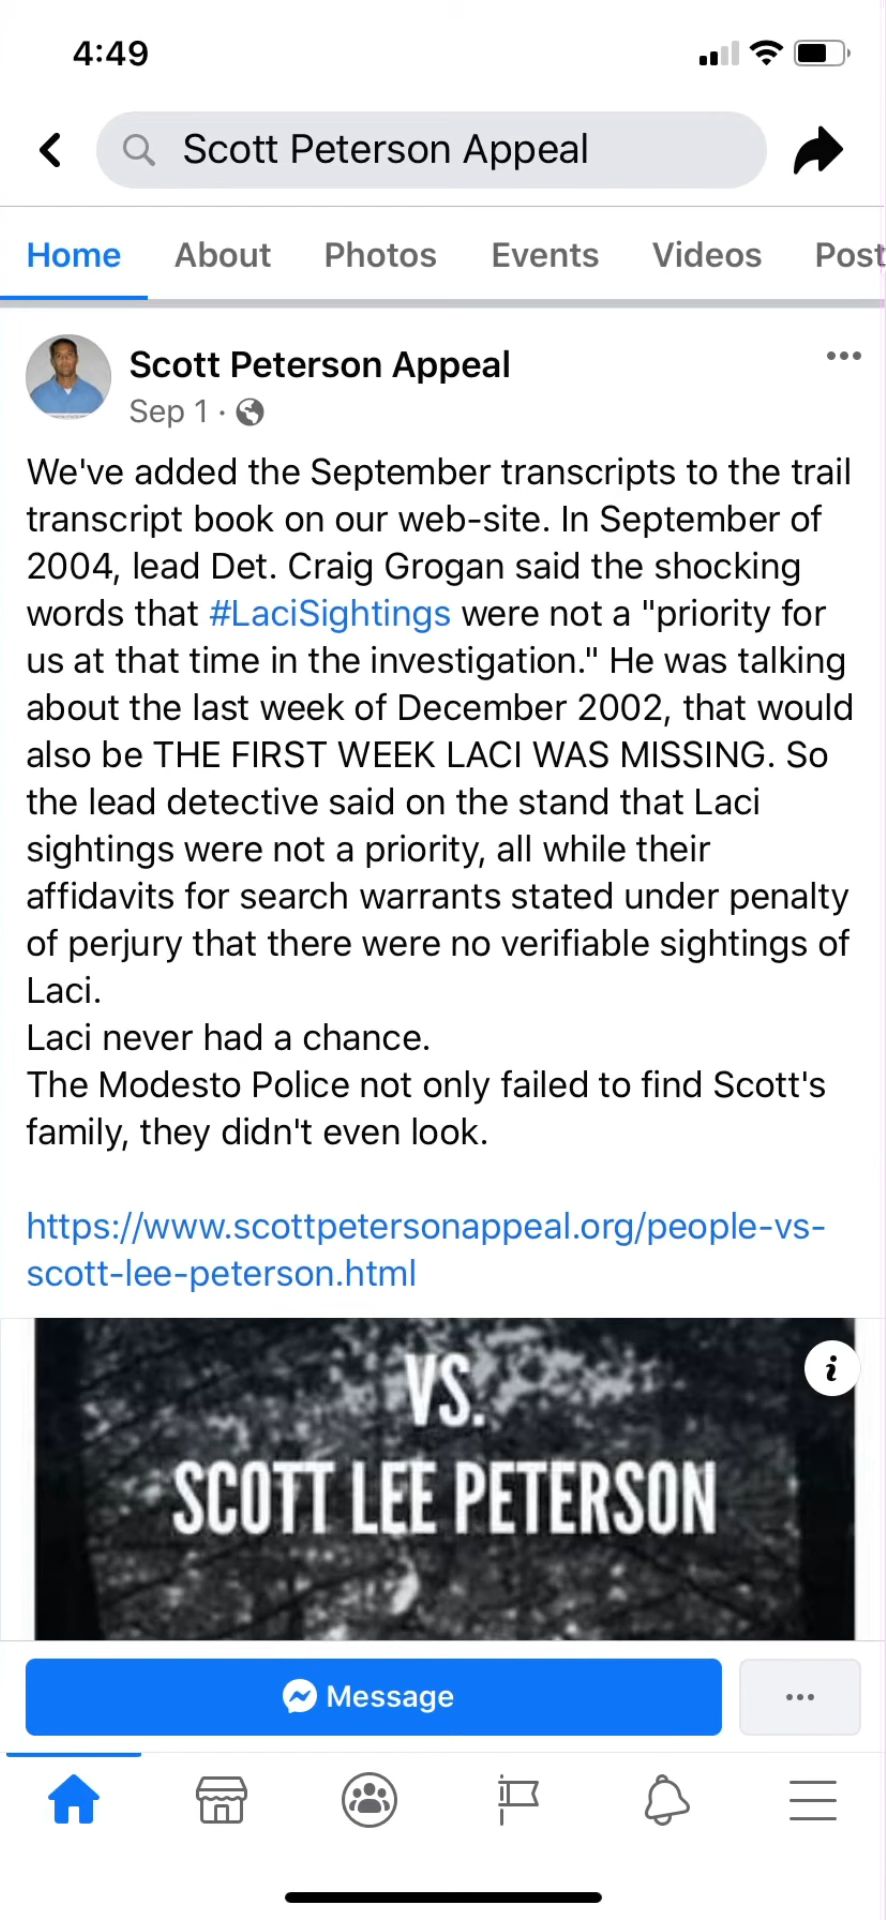 4:49
Scott Peterson Appeal
Home About Photos Events Videos Post
Scott Peterson Appeal
Sep 1 ·
We've added the September transcripts to the trail
transcript book on our web-site. In September of
2004, lead Det. Craig Grogan said the shocking
words that #LaciSightings were not a "priority for
us at that time in the investigation." He was talking
about the last week of December 2002, that would
also be THE FIRST WEEK LACI WAS MISSING. So
the lead detective said on the stand that Laci
sightings were not a priority, all while their
affidavits for search warrants stated under penalty
of perjury that there were no verifiable sightings of
Laci.
Laci never had a chance.
The Modesto Police not only failed to find Scott's
family, they didn't even look.
https://www.scottpetersonappeal.org/people-vs-
scott-lee-peterson.html
VS.
SCOTT LEE PETERSON
Message